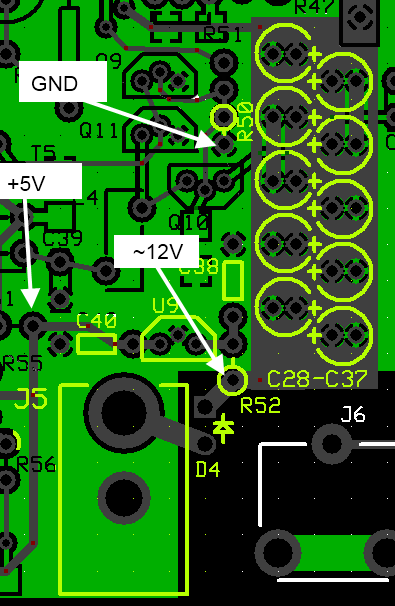 R47
R51
Q9
GND
R50
Q11
T5
+5V
Q10
~12V
C39
C38
U9
C40
R55
C28-C37
J5
R52
J6
R56
D4